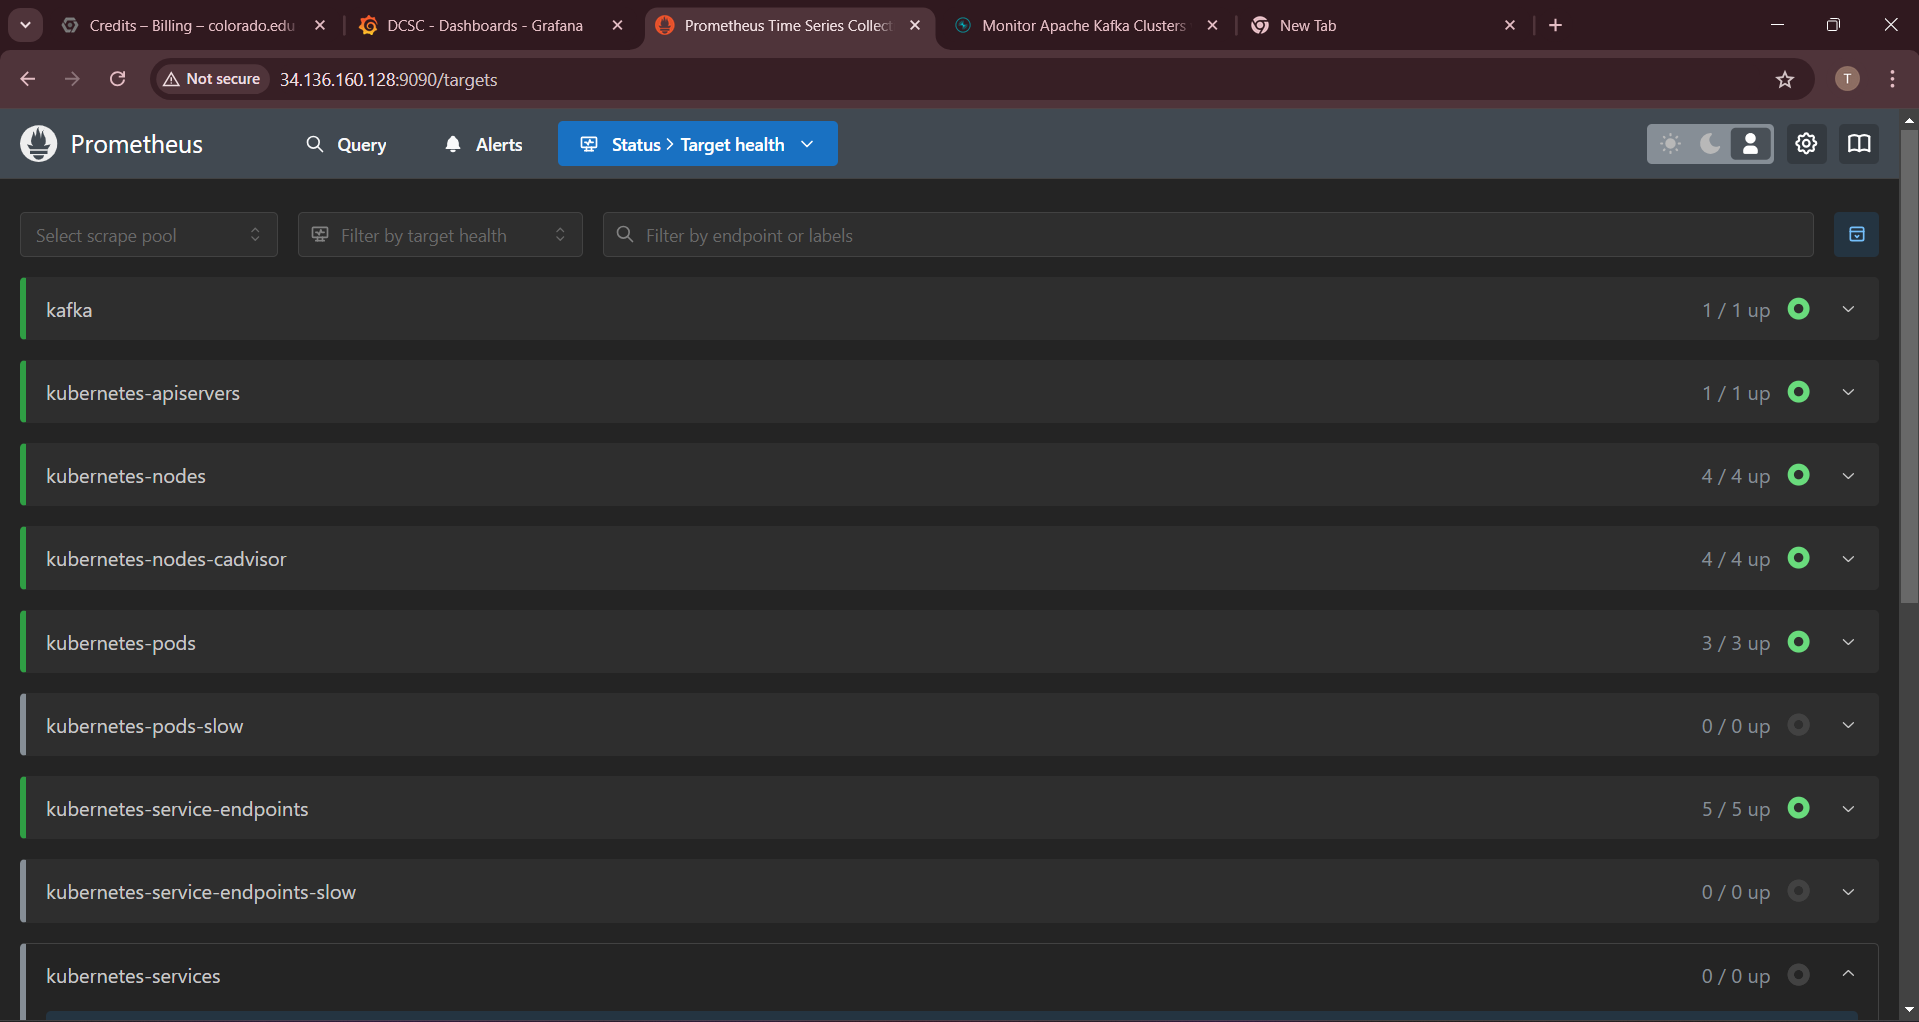 Credits – Billing – colorado.edu
DCSC - Dashboards - Grafana
Prometheus Time Series Collect
Monitor Apache Kafka Clusters
New Tab
Not secure
34.136.160.128:9090/targets
T
Prometheus
Query
Alerts
Status > Target health
Select scrape pool
Filter by target health
Filter by endpoint or labels
kafka 1 / 1 up
kubernetes-apiservers 1 / 1 up
kubernetes-nodes 4 / 4 up
kubernetes-nodes-cadvisor 4 / 4 up
kubernetes-pods 3 / 3 up
kubernetes-pods-slow 0 / 0 up
kubernetes-service-endpoints 5 / 5 up
kubernetes-service-endpoints-slow 0 / 0 up
kubernetes-services 0 / 0 up